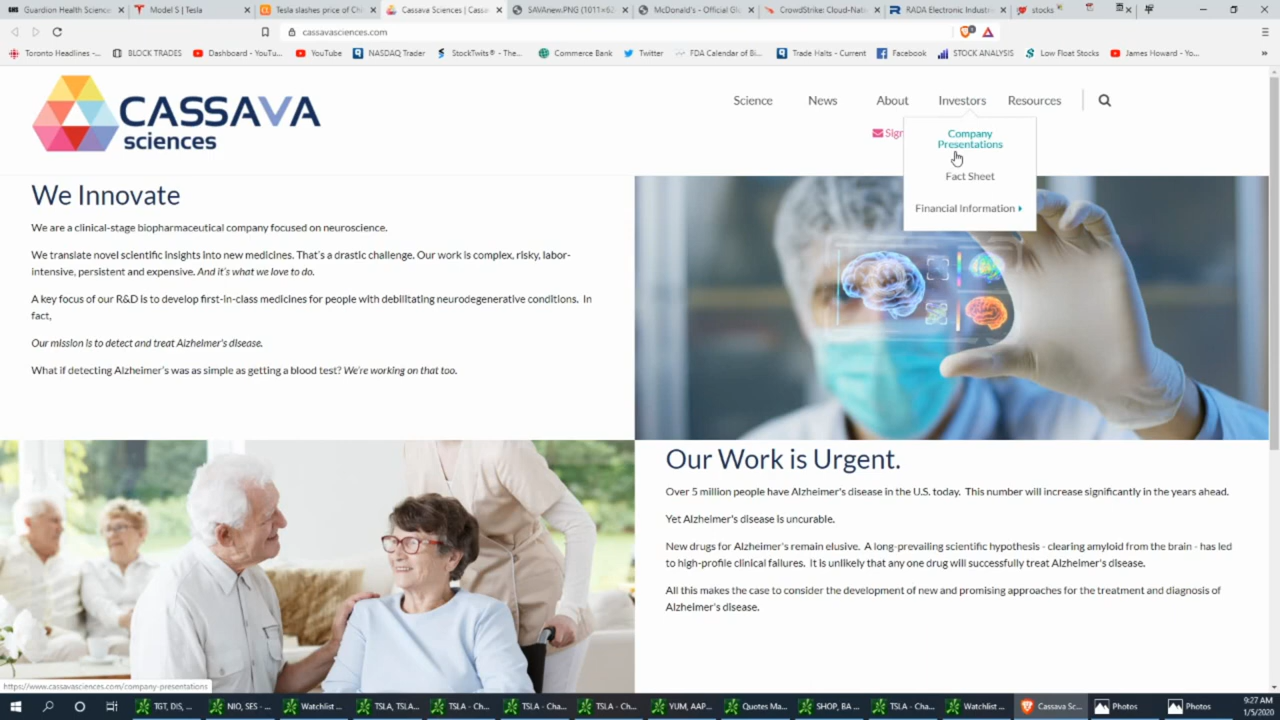 Guardion Health Science
Model S | Tesla
Tesla slashes price of Chi
Cassava Sciences | Cassa
SAVAnew.PNG (1011×62
McDonald's - Official Glo
CrowdStrike: Cloud-Nat
RADA Electronic Industri
stocks
cassavasciences.com
Toronto Headlines -...
BLOCK TRADES
Dashboard - YouTu...
YouTube
NASDAQ Trader
StockTwits® - The...
Commerce Bank
Twitter
FDA Calendar of Bi...
Trade Halts - Current
Facebook
STOCK ANALYSIS
Low Float Stocks
James Howard - Yo...
CASSAVA
sciences
Science
News
About
Investors
Resources
Sign
Company
Presentations
Fact Sheet
Financial Information
We Innovate
We are a clinical-stage biopharmaceutical company focused on neuroscience.
We translate novel scientific insights into new medicines. That's a drastic challenge. Our work is complex, risky, labor-
intensive, persistent and expensive. And it's what we love to do.
A key focus of our R&D is to develop first-in-class medicines for people with debilitating neurodegenerative conditions. In
fact,
Our mission is to detect and treat Alzheimer's disease.
What if detecting Alzheimer's was as simple as getting a blood test? We're working on that too.
Our Work is Urgent.
Over 5 million people have Alzheimer's disease in the U.S. today. This number will increase significantly in the years ahead.
Yet Alzheimer's disease is uncurable.
New drugs for Alzheimer's remain elusive. A long-prevailing scientific hypothesis - clearing amyloid from the brain - has led
to high-profile clinical failures. It is unlikely that any one drug will successfully treat Alzheimer's disease.
All this makes the case to consider the development of new and promising approaches for the treatment and diagnosis of
Alzheimer's disease.
https://www.cassavasciences.com/company-presentations
TGT, DIS, ...
NIO, SES - ...
Watchlist ...
TSLA, TSLA...
TSLA - Ch...
TSLA - Cha...
TSLA - Ch...
YUM, AAP...
Quotes Ma...
SHOP, BA ...
TSLA - Cha...
Watchlist ...
Cassava Sc...
Photos
Photos
9:27 AM
1/5/2020